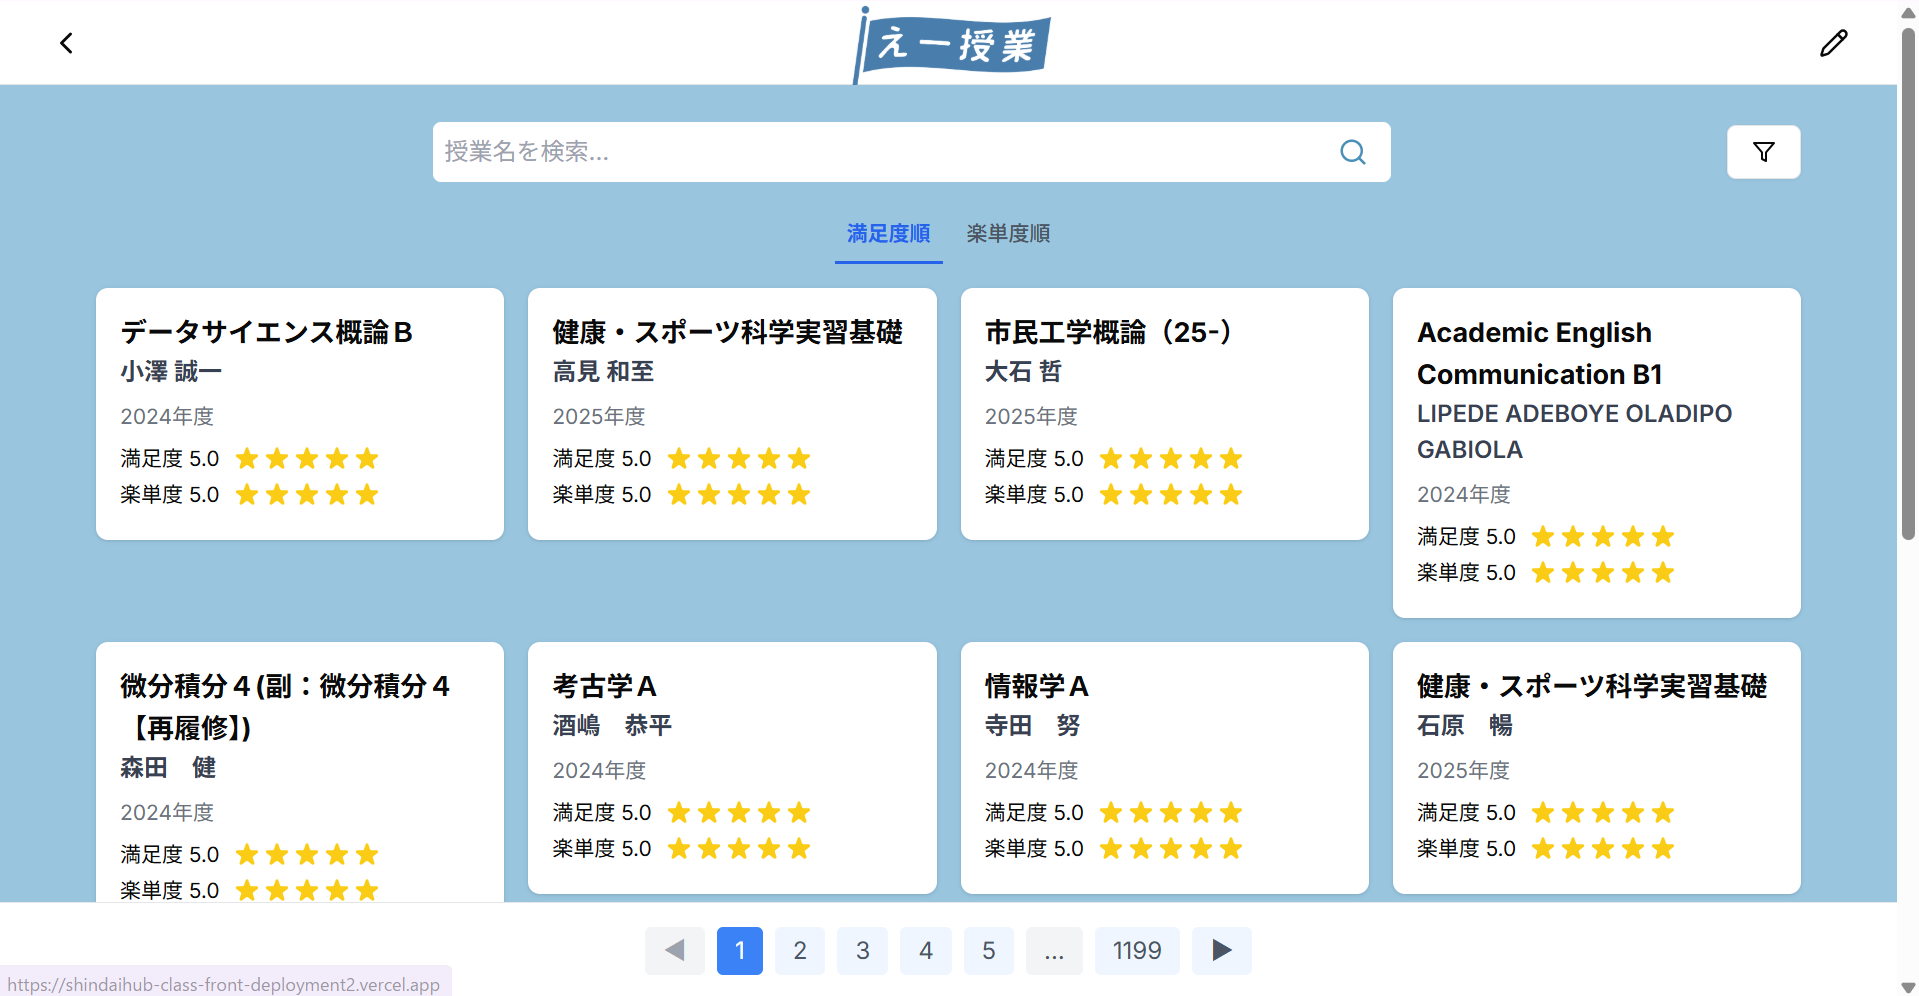 えー授業
授業名を検索...
満足度順 楽単度順
データサイエンス概論B
小澤 誠一
2024年度
満足度 5.0
楽単度 5.0
健康・スポーツ科学実習基礎
高見 和至
2025年度
満足度 5.0
楽単度 5.0
市民工学概論（25-）
大石 哲
2025年度
満足度 5.0
楽単度 5.0
Academic English
Communication B1
LIPEDE ADEBOYE OLADIPO
GABIOLA
2024年度
満足度 5.0
楽単度 5.0
微分積分４(副：微分積分４
【再履修】)
森田　健
2024年度
満足度 5.0
楽単度 5.0
考古学A
酒嶋　恭平
2024年度
満足度 5.0
楽単度 5.0
情報学A
寺田　努
2024年度
満足度 5.0
楽単度 5.0
健康・スポーツ科学実習基礎
石原　暢
2025年度
満足度 5.0
楽単度 5.0
◀ 1 2 3 4 5 ... 1199 ▶
https://shindaihub-class-front-deployment2.vercel.app